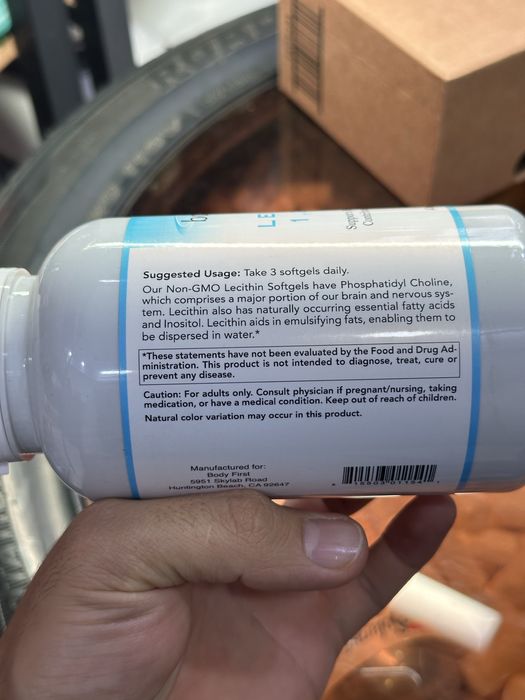 Suggested Usage: Take 3 softgels daily.
Our Non-GMO Lecithin Softgels have Phosphatidyl Choline,
which comprises a major portion of our brain and nervous sys-
tem. Lecithin also has naturally occurring essential fatty acids
and Inositol. Lecithin aids in emulsifying fats, enabling them to
be dispersed in water.*
*These statements have not been evaluated by the Food and Drug Ad-
ministration. This product is not intended to diagnose, treat, cure or
prevent any disease.
Caution: For adults only. Consult physician if pregnant/nursing, taking
medication, or have a medical condition. Keep out of reach of children.
Natural color variation may occur in this product.
Manufactured for:
Body First
5951 Skylab Road
Huntington Beach, CA 92647